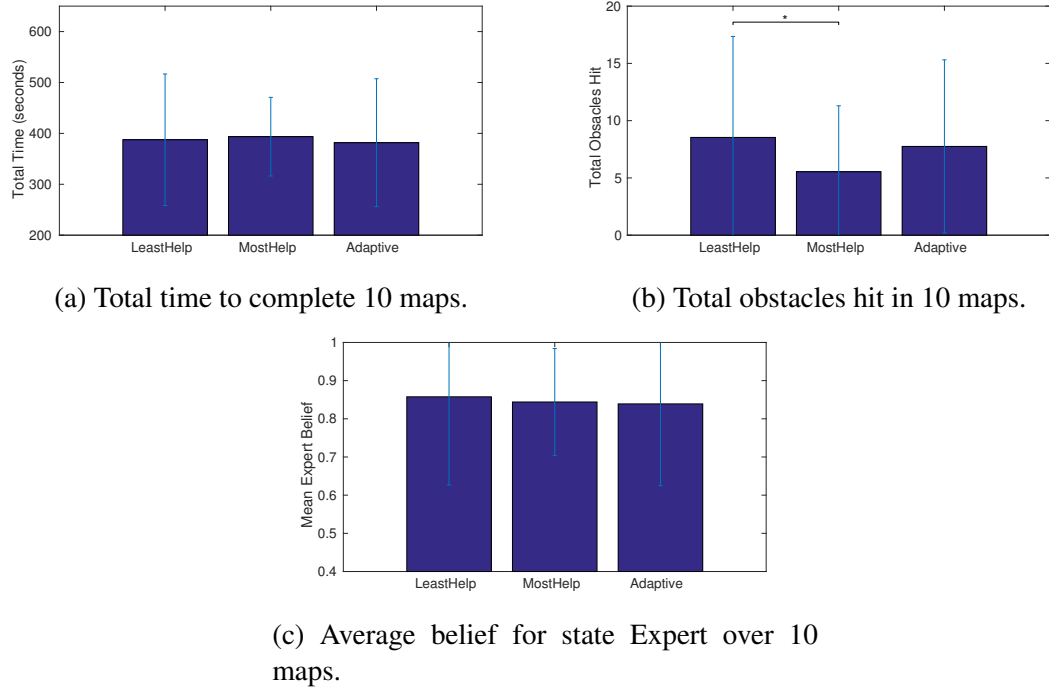 600
500
400
300
200
Total Time (seconds)
LeastHelp MostHelp Adaptive
(a) Total time to complete 10 maps.
20
15
10
5
0
Total Obsacles Hit
*
LeastHelp MostHelp Adaptive
(b) Total obstacles hit in 10 maps.
1
0.9
0.8
0.7
0.6
0.5
0.4
Mean Expert Belief
LeastHelp MostHelp Adaptive
(c) Average belief for state Expert over 10
maps.